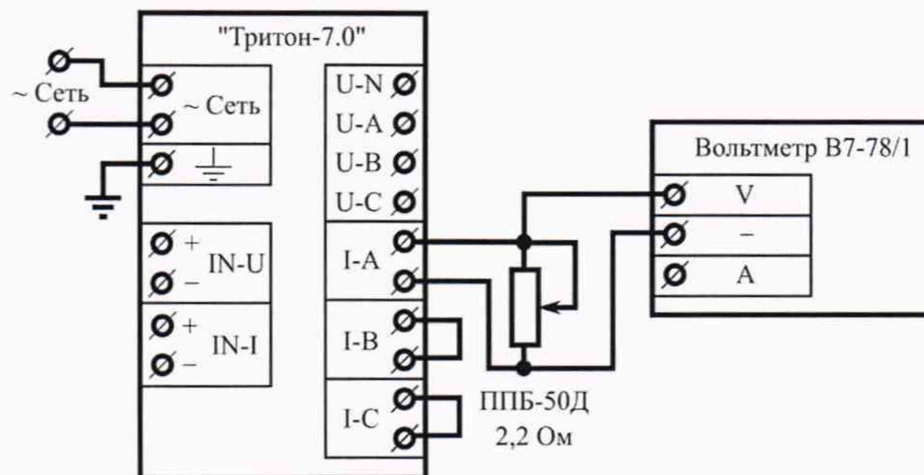 "Тритон-7.0"
~ Сеть
~ Сеть
U-N
U-A
U-B
U-C
Вольтметр В7-78/1
V
–
A
+
IN-U
–
I-A
+
IN-I
–
I-B
I-C
ППБ-50Д
2,2 Ом